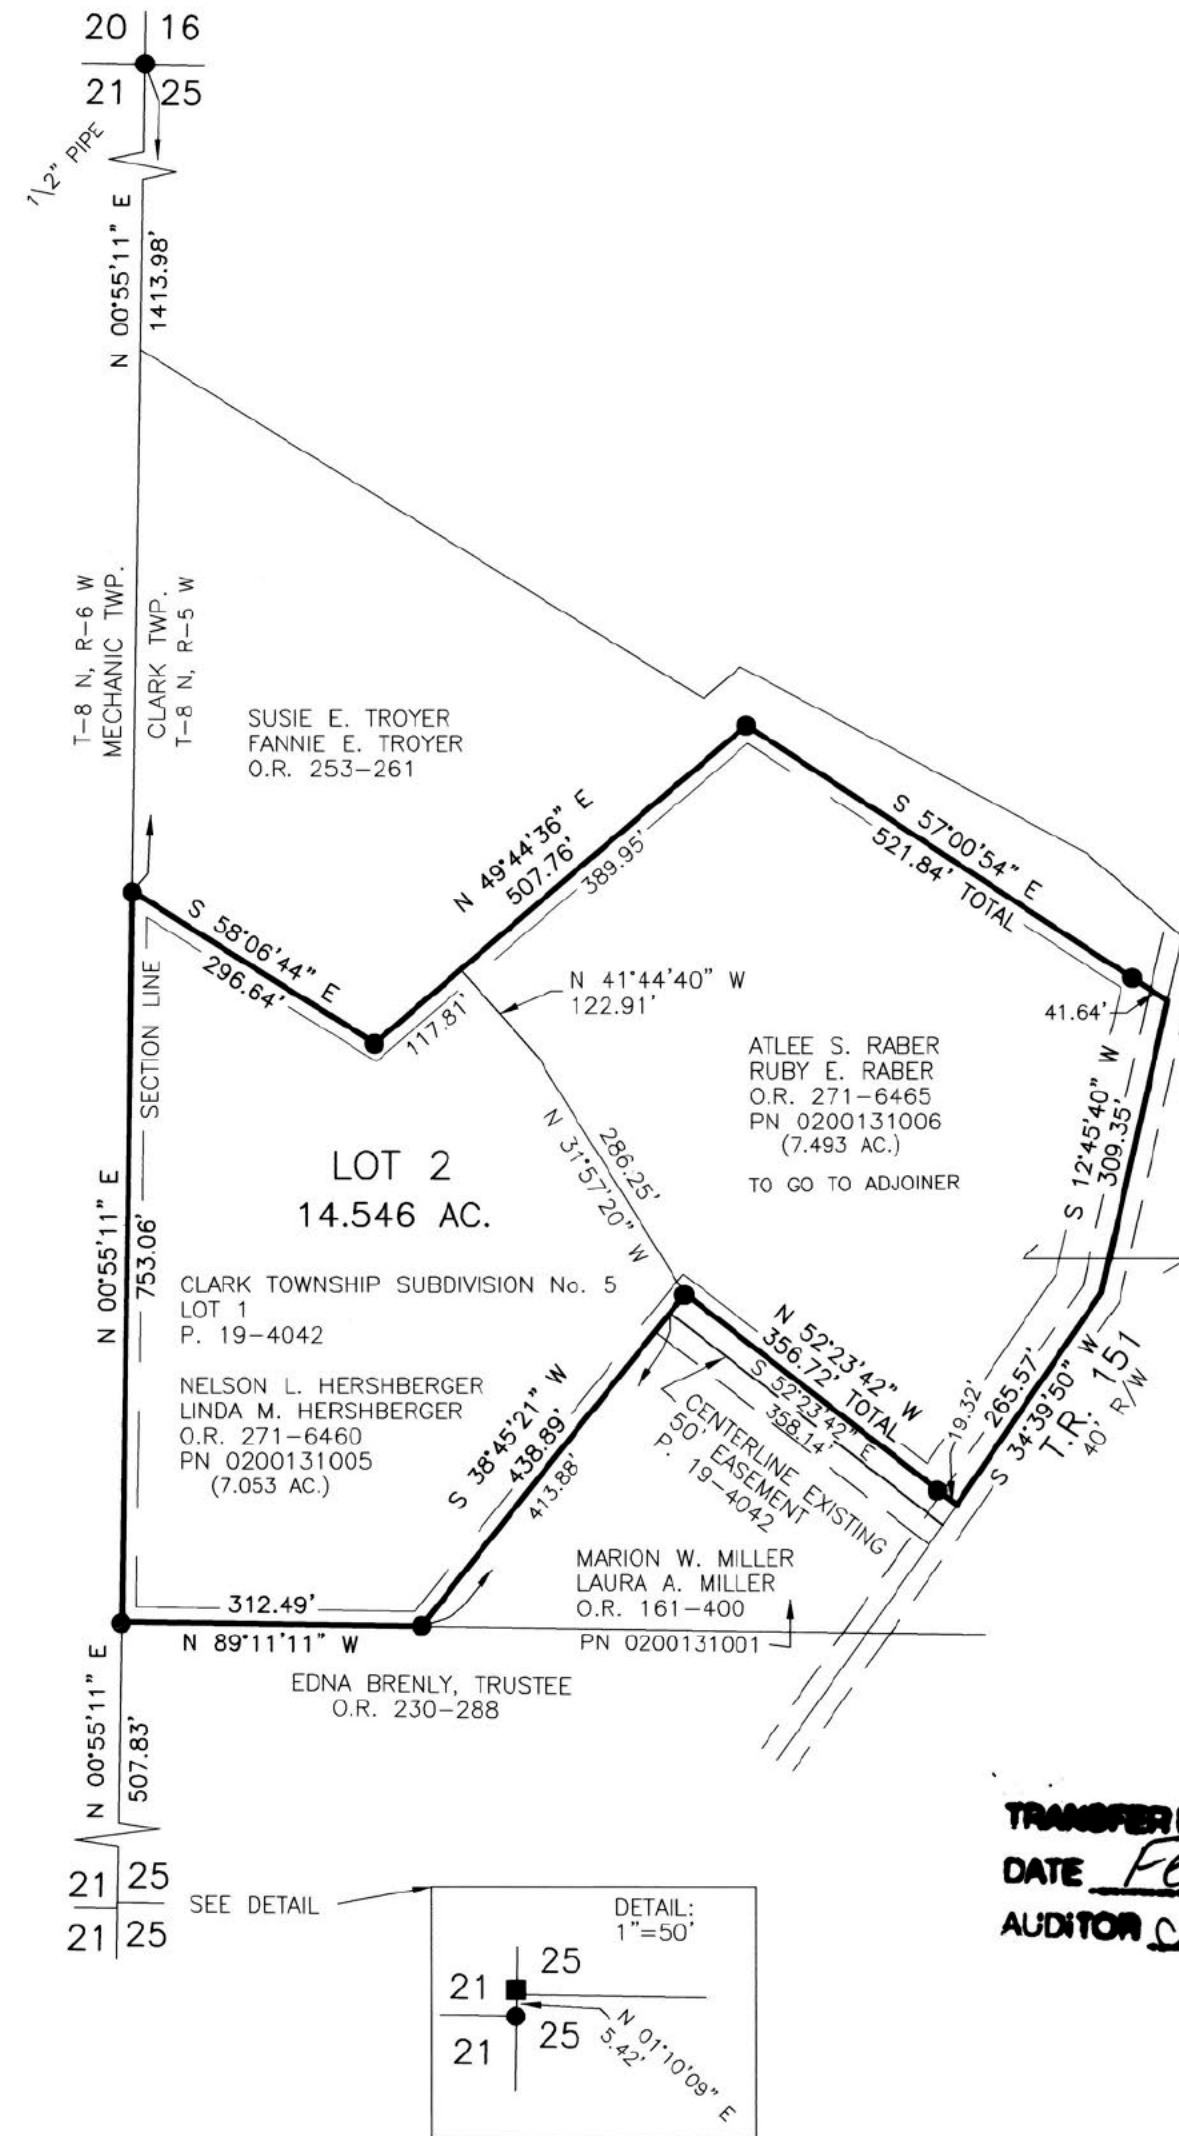 20 16
21 25
1/2" PIPE
N 00°55'11" E
1413.98'
T-8 N, R-6 W
MECHANIC TWP.
CLARK TWP.
T-8 N, R-5 W
SUSIE E. TROYER
FANNIE E. TROYER
O.R. 253-261
N 49°44'36" E
507.76'
389.95'
S 57°00'54" E
521.84' TOTAL
S 58°06'44" E
296.64'
117.81'
N 41°44'40" W
122.91'
41.64'
ATLEE S. RABER
RUBY E. RABER
O.R. 271-6465
PN 0200131006
(7.493 AC.)
TO GO TO ADJOINER
S 12°45'40" W
309.35'
SECTION LINE
N 00°55'11" E
753.06'
LOT 2
14.546 AC.
286.25'
N 31°57'20" W
CLARK TOWNSHIP SUBDIVISION No. 5
LOT 1
P. 19-4042
NELSON L. HERSHBERGER
LINDA M. HERSHBERGER
O.R. 271-6460
PN 0200131005
(7.053 AC.)
S 38°45'21" W
438.89'
413.88'
N 52°23'42" W
356.72' TOTAL
S 52°23'42" E
358.14'
CENTERLINE EXISTING
50' EASEMENT
P. 19-4042
19.32'
265.57'
S 34°39'50" W
T.R. 151
40' R/W
MARION W. MILLER
LAURA A. MILLER
O.R. 161-400
PN 0200131001
312.49'
N 89°11'11" W
EDNA BRENLY, TRUSTEE
O.R. 230-288
N 00°55'11" E
507.83'
21 25
21 25
SEE DETAIL
DETAIL:
1"=50'
25
21
25
21
N 01°10'09" E
5.42'
TRANSFER
DATE Fe
AUDITOR